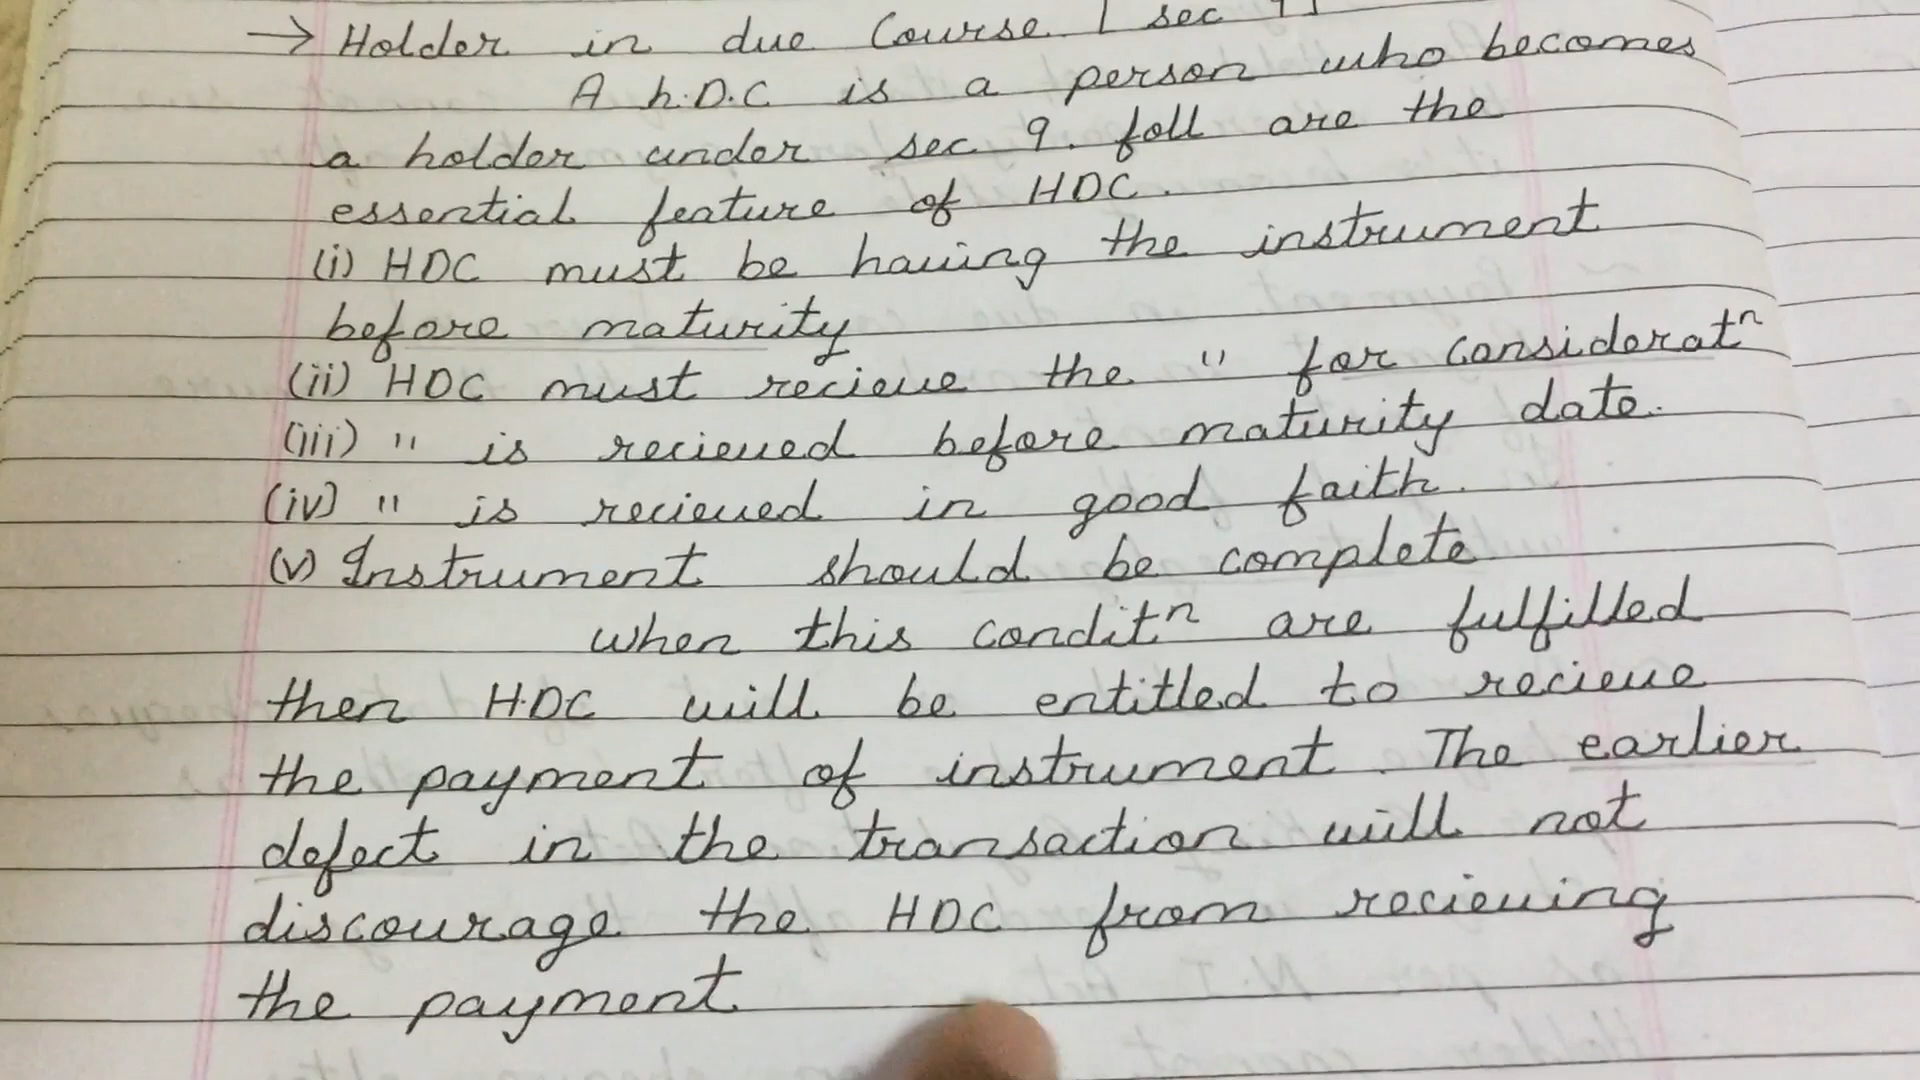 → Holder in due Course [ sec 9]
A h.D.C is a person who becomes
a holder under sec 9. foll are the
essential feature of HDC.
(i) HDC must be having the instrument
before maturity
(ii) HDC must recieve the " for consideratn
(iii) " is recieved before maturity date.
(iv) " is recieved in good faith.
(v) Instrument should be complete
when this conditn are fulfilled
then H.DC will be entitled to recieve
the payment of instrument. The earlier
defect in the transaction will not
discourage the HDC from recieving
the payment